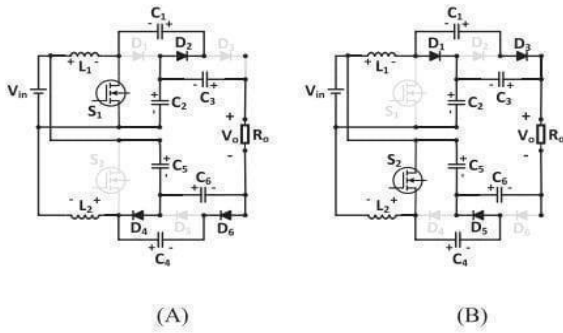 C1
D1 D2 D3
+ L1 -
Vin
S1
C2
C3
+
Vo Ro
-
S2
C5
C6
- L2 +
D4 D5 D6
C4
(A)
C1
D1 D2 D3
+ L1 -
Vin
S1
C2
C3
+
Vo Ro
-
S2
C5
C6
- L2 +
D4 D5 D6
C4
(B)